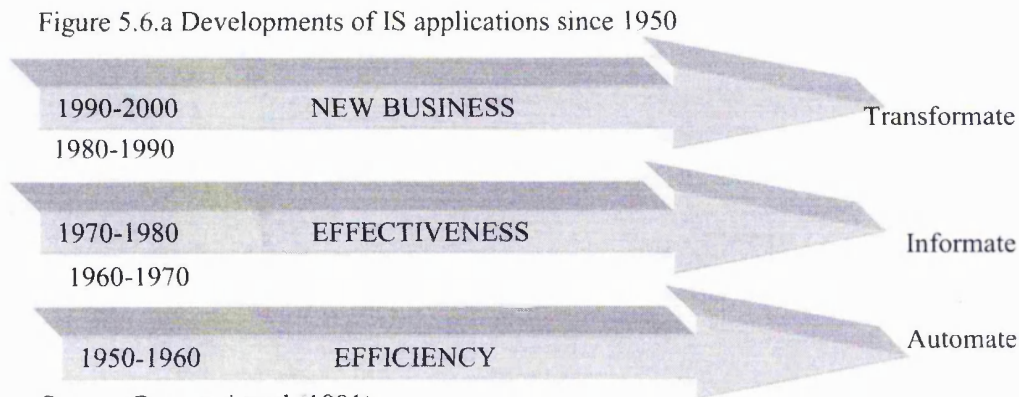 Figure 5.6.a Developments of IS applications since 1950
1990-2000 NEW BUSINESS Transformate
1980-1990
1970-1980 EFFECTIVENESS Informate
1960-1970
1950-1960 EFFICIENCY Automate